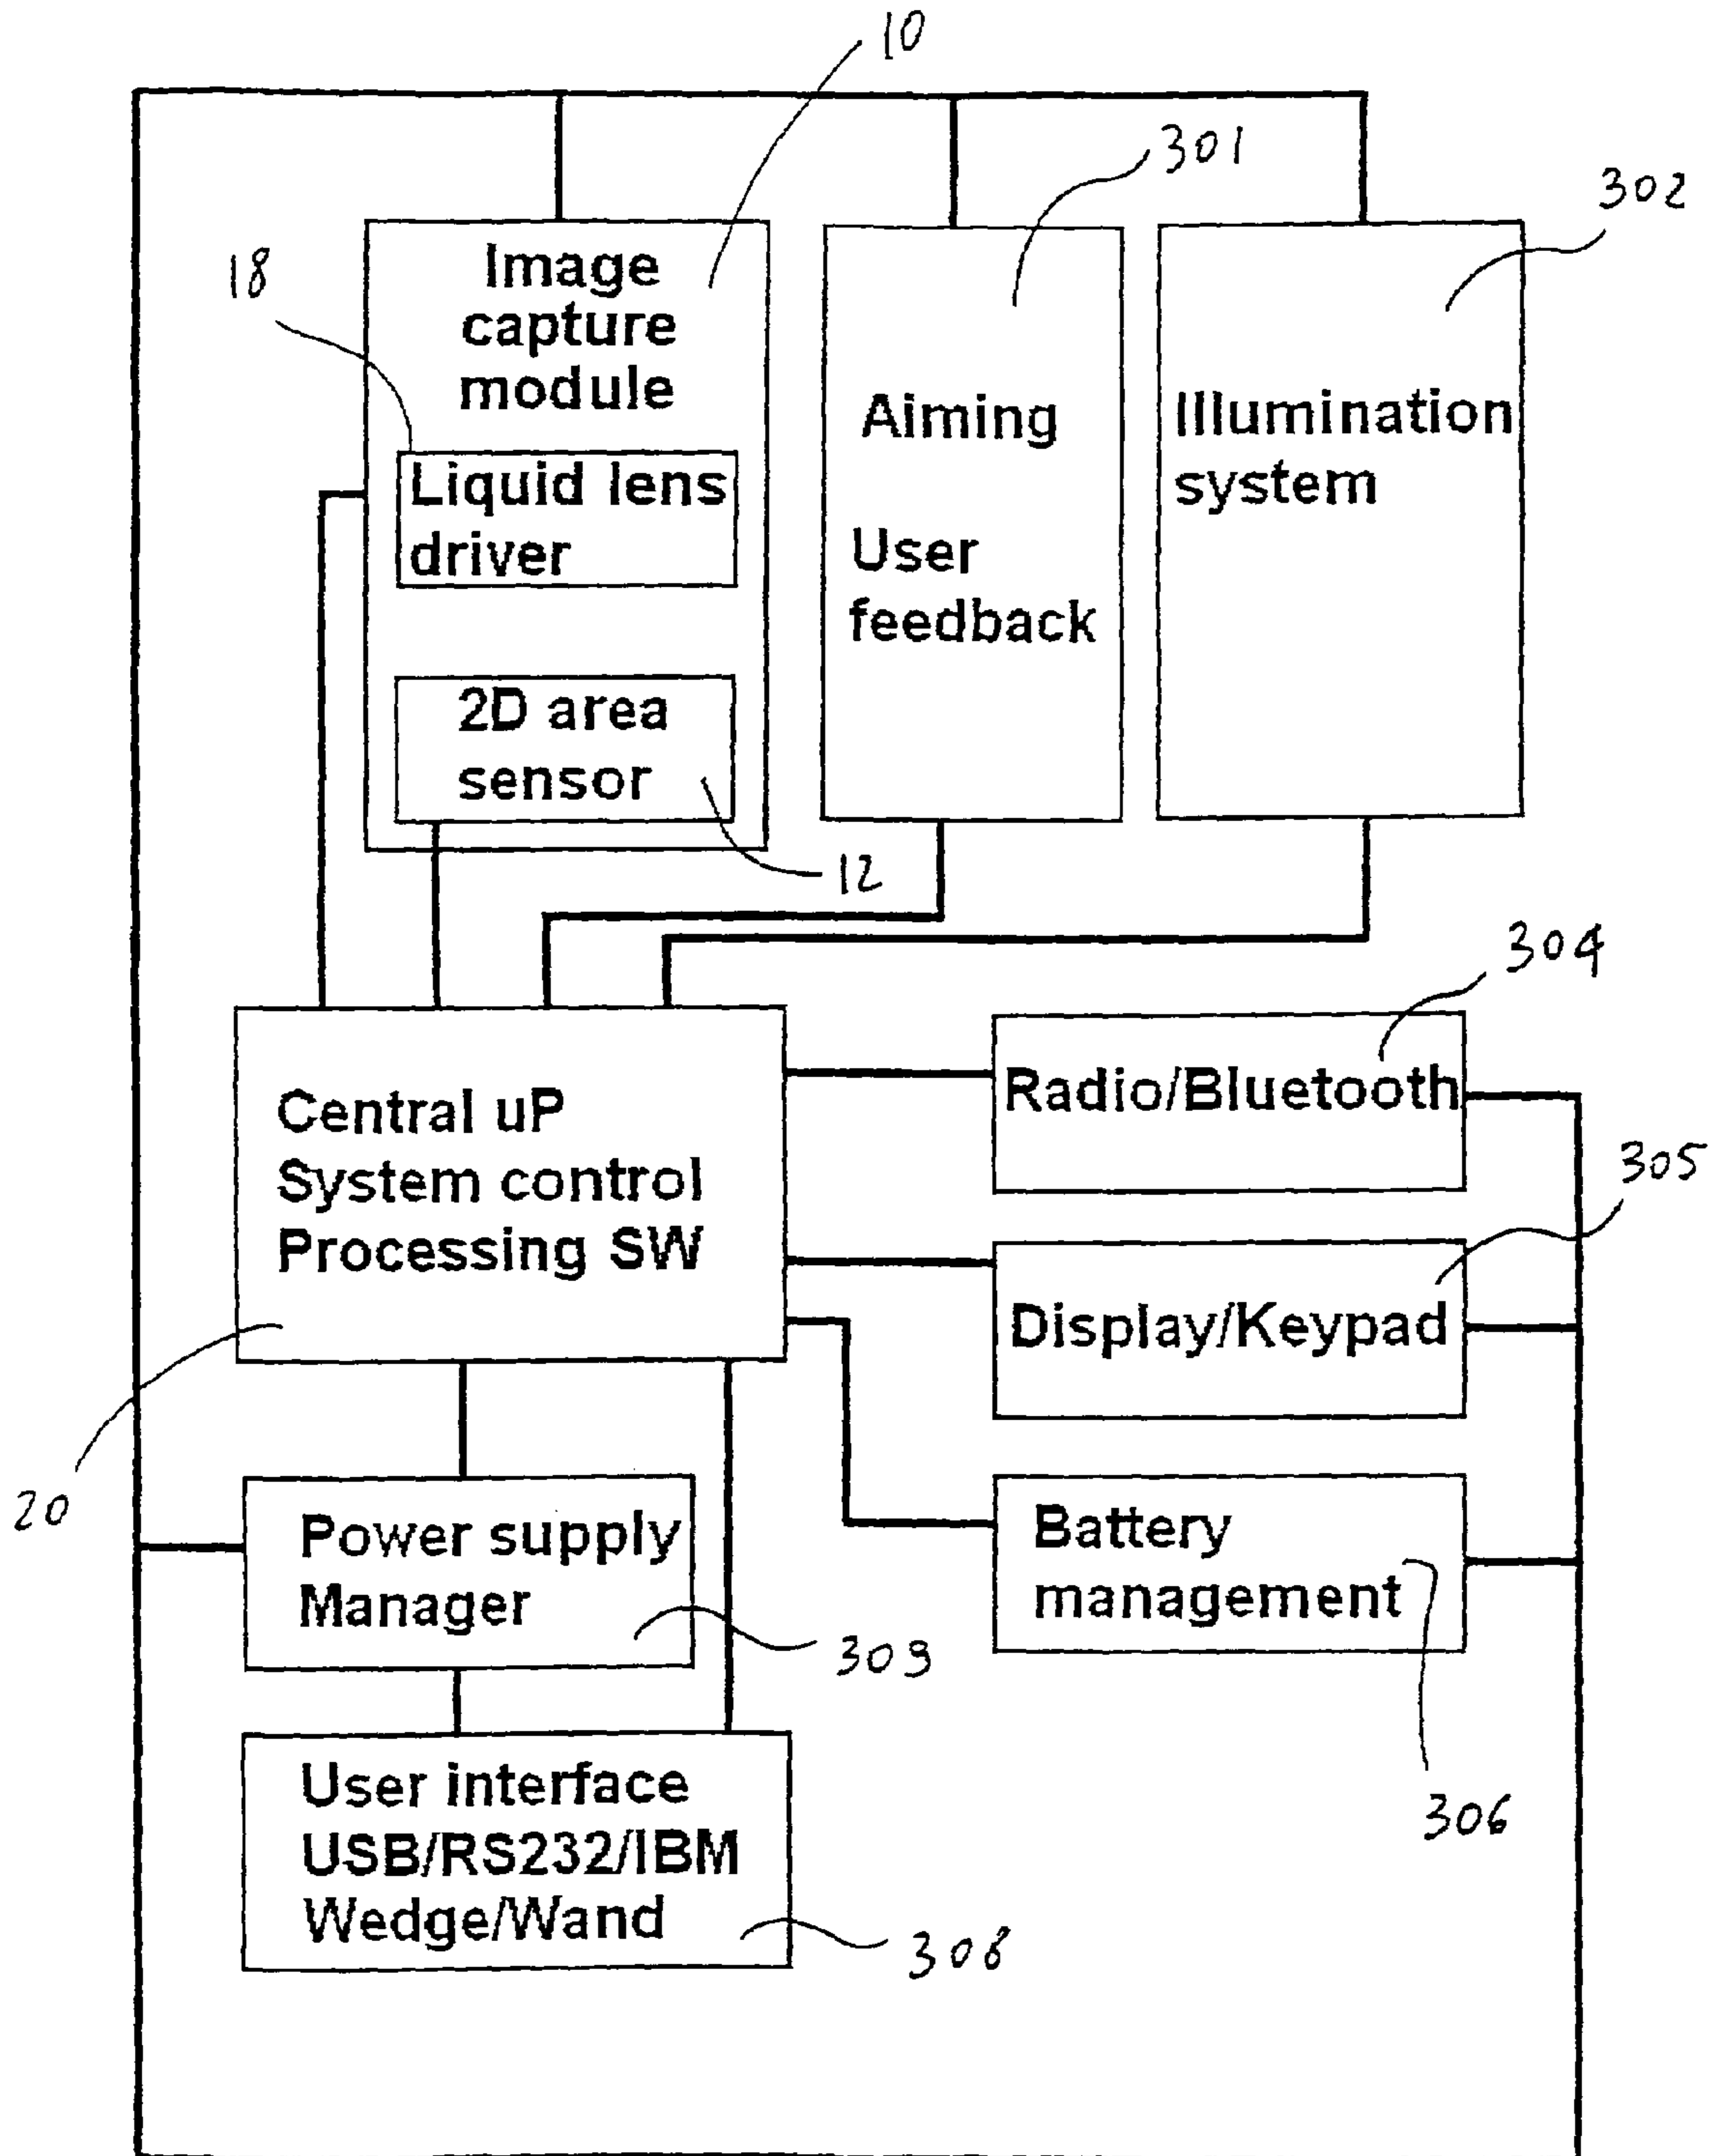 10
301
302
18
Image
capture
module
Liquid lens
driver
2D area
sensor
12
Aiming
User
feedback
Illumination
system
304
Radio/Bluetooth
305
Central uP
System control
Processing SW
20
Display/Keypad
Power supply
Manager
309
Battery
management
306
User interface
USB/RS232/IBM
Wedge/Wand
308